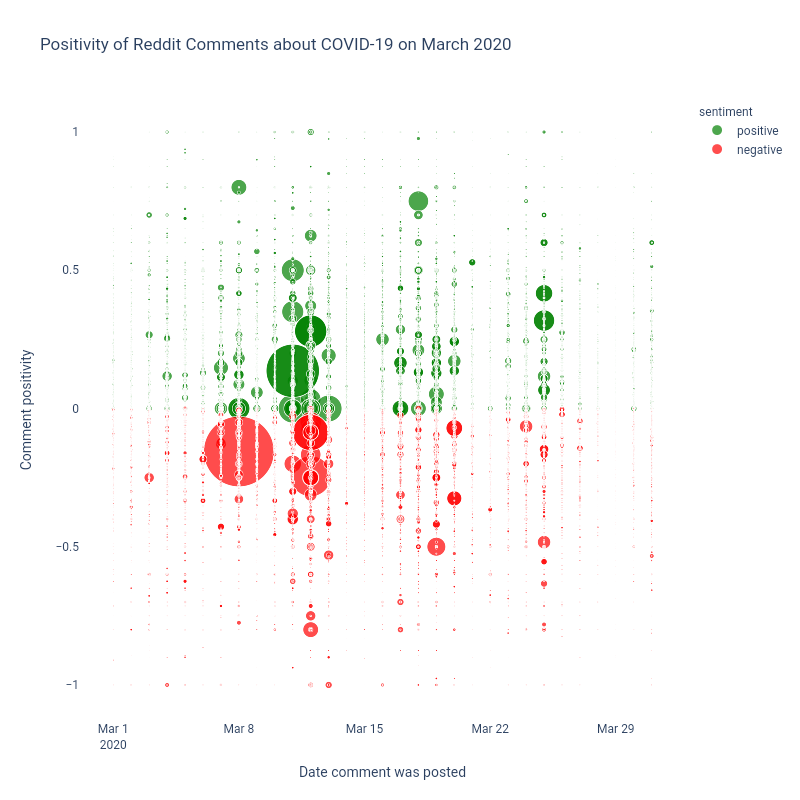 Positivity of Reddit Comments about COVID-19 on March 2020
sentiment
positive
negative
1
0.5
0
−0.5
−1
Comment positivity
Mar 1
2020
Mar 8
Mar 15
Mar 22
Mar 29
Date comment was posted